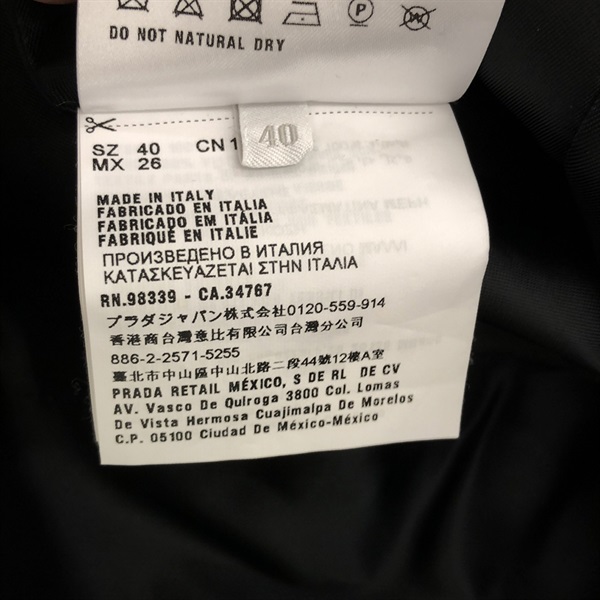 DO NOT NATURAL DRY
SZ 40 CN 1
MX 26
40
MADE IN ITALY
FABRICADO EN ITALIA
FABRICADO EM ITÁLIA
FABRIQUÉ EN ITALIE
ПРОИЗВЕДЕНО В ИТАЛИЯ
ΚΑΤΑΣΚΕΥΑΖΕΤΑΙ ΣΤΗΝ ΙΤΑΛΙΑ
RN.98339 - CA.34767
プラダジャパン株式会社0120-559-914
香港商台灣意比有限公司台灣分公司
886-2-2571-5255
臺北市中山區中山北路二段44號12樓A室
PRADA RETAIL MÉXICO, S DE RL DE CV
AV. Vasco De Quiroga 3800 Col. Lomas
De Vista Hermosa Cuajimalpa De Morelos
C.P. 05100 Ciudad De México-México